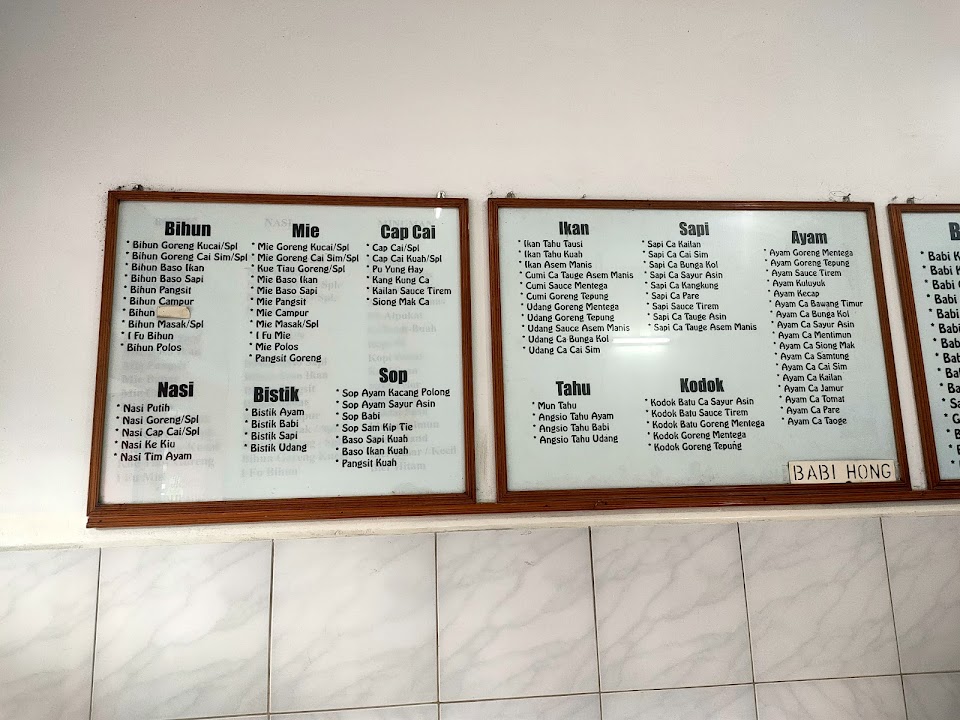 Bihun
* Bihun Goreng Kucai/Spl
* Bihun Goreng Cai Sim/Spl
* Bihun Baso Ikan
* Bihun Baso Sapi
* Bihun Pangsit
* Bihun Campur
* Bihun
* Bihun Masak/Spl
* I Fu Bihun
* Bihun Polos
Mie
* Mie Goreng Kucai/Spl
* Mie Goreng Cai Sim/Spl
* Kue Tiau Goreng/Spl
* Mie Baso Ikan
* Mie Baso Sapi
* Mie Pangsit
* Mie Campur
* Mie Masak/Spl
* I Fu Mie
* Mie Polos
* Pangsit Goreng
Cap Cai
* Cap Cai/Spl
* Cap Cai Kuah/Spl
* Pu Yung Hay
* Kang Kung Ca
* Kailan Sauce Tirem
* Siong Mak Ca
Nasi
* Nasi Putih
* Nasi Goreng/Spl
* Nasi Cap Cai/Spl
* Nasi Ke Kiu
* Nasi Tim Ayam
Bistik
* Bistik Ayam
* Bistik Babi
* Bistik Sapi
* Bistik Udang
Sop
* Sop Ayam Kacang Polong
* Sop Ayam Sayur Asin
* Sop Babi
* Sop Sam Kip Tie
* Baso Sapi Kuah
* Baso Ikan Kuah
* Pangsit Kuah
Ikan
* Ikan Tahu Tausi
* Ikan Tahu Kuah
* Ikan Asem Manis
* Cumi Ca Tauge Asem Manis
* Cumi Sauce Mentega
* Cumi Goreng Tepung
* Udang Goreng Mentega
* Udang Goreng Tepung
* Udang Sauce Asem Manis
* Udang Ca Bunga Kol
* Udang Ca Cai Sim
Sapi
* Sapi Ca Kailan
* Sapi Ca Cai Sim
* Sapi Ca Bunga Kol
* Sapi Ca Sayur Asin
* Sapi Ca Kangkung
* Sapi Ca Pare
* Sapi Sauce Tirem
* Sapi Ca Tauge Asin
* Sapi Ca Tauge Asem Manis
Ayam
* Ayam Goreng Mentega
* Ayam Goreng Tepung
* Ayam Sauce Tirem
* Ayam Kuluyuk
* Ayam Kecap
* Ayam Ca Bawang Timur
* Ayam Ca Bunga Kol
* Ayam Ca Sayur Asin
* Ayam Ca Mentimun
* Ayam Ca Siong Mak
* Ayam Ca Samtung
* Ayam Ca Cai Sim
* Ayam Ca Kailan
* Ayam Ca Jamur
* Ayam Ca Tomat
* Ayam Ca Pare
* Ayam Ca Taoge
Tahu
* Mun Tahu
* Angsio Tahu Ayam
* Angsio Tahu Babi
* Angsio Tahu Udang
Kodok
* Kodok Batu Ca Sayur Asin
* Kodok Batu Sauce Tirem
* Kodok Batu Goreng Mentega
* Kodok Goreng Mentega
* Kodok Goreng Tepung
BABI HONG
* Babi
* Babi
* Babi
* Babi
* Babi
* Babi
* Babi
* Babi
* Babi
* Babi